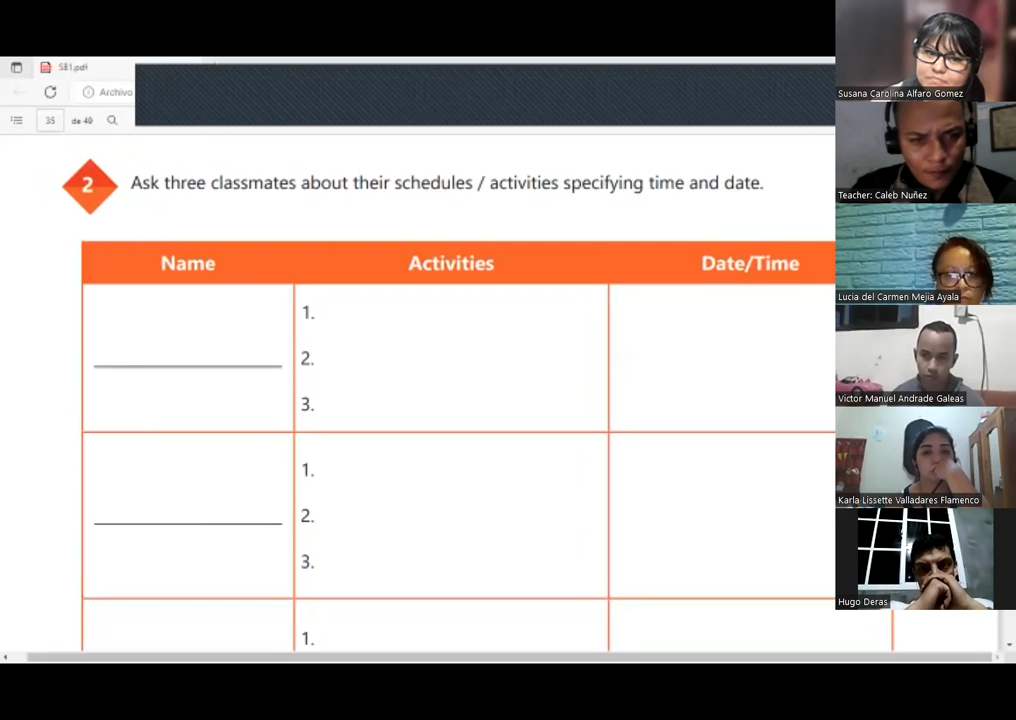 SB1.pdf
Archivo
35 de 40
2 Ask three classmates about their schedules / activities specifying time and date.
Name Activities Date/Time
1.
2.
3.
1.
2.
3.
1.
Susana Carolina Alfaro Gomez
Teacher: Caleb Nuñez
Lucia del Carmen Mejia Ayala
Victor Manuel Andrade Galeas
Karla Lissette Valladares Flamenco
Hugo Deras